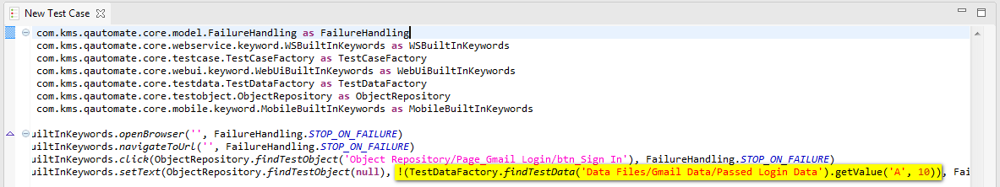 New Test Case
com.kms.qautomate.core.model.FailureHandling as FailureHandling
com.kms.qautomate.core.webservice.keyword.WSBuiltInKeywords as WSBuiltInKeywords
com.kms.qautomate.core.testcase.TestCaseFactory as TestCaseFactory
com.kms.qautomate.core.webui.keyword.WebUiBuiltInKeywords as WebUiBuiltInKeywords
com.kms.qautomate.core.testdata.TestDataFactory as TestDataFactory
com.kms.qautomate.core.testobject.ObjectRepository as ObjectRepository
com.kms.qautomate.core.mobile.keyword.MobileBuiltInKeywords as MobileBuiltInKeywords
uiltInKeywords.openBrowser('', FailureHandling.STOP_ON_FAILURE)
uiltInKeywords.navigateToUrl('', FailureHandling.STOP_ON_FAILURE)
uiltInKeywords.click(ObjectRepository.findTestObject('Object Repository/Page_Gmail Login/btn_Sign In'), FailureHandling.STOP_ON_FAILURE)
uiltInKeywords.setText(ObjectRepository.findTestObject(null), !(TestDataFactory.findTestData('Data Files/Gmail Data/Passed Login Data').getValue('A', 10)), Fai